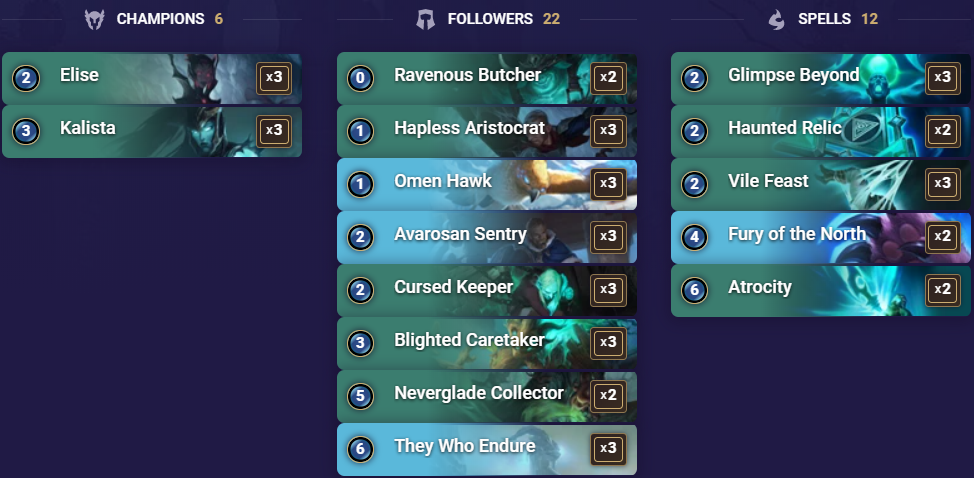 CHAMPIONS 6
2 Elise x3
3 Kalista x3
FOLLOWERS 22
0 Ravenous Butcher x2
1 Hapless Aristocrat x3
1 Omen Hawk x3
2 Avarosan Sentry x3
2 Cursed Keeper x3
3 Blighted Caretaker x3
5 Neverglade Collector x2
6 They Who Endure x3
SPELLS 12
2 Glimpse Beyond x3
2 Haunted Relic x2
2 Vile Feast x3
4 Fury of the North x2
6 Atrocity x2